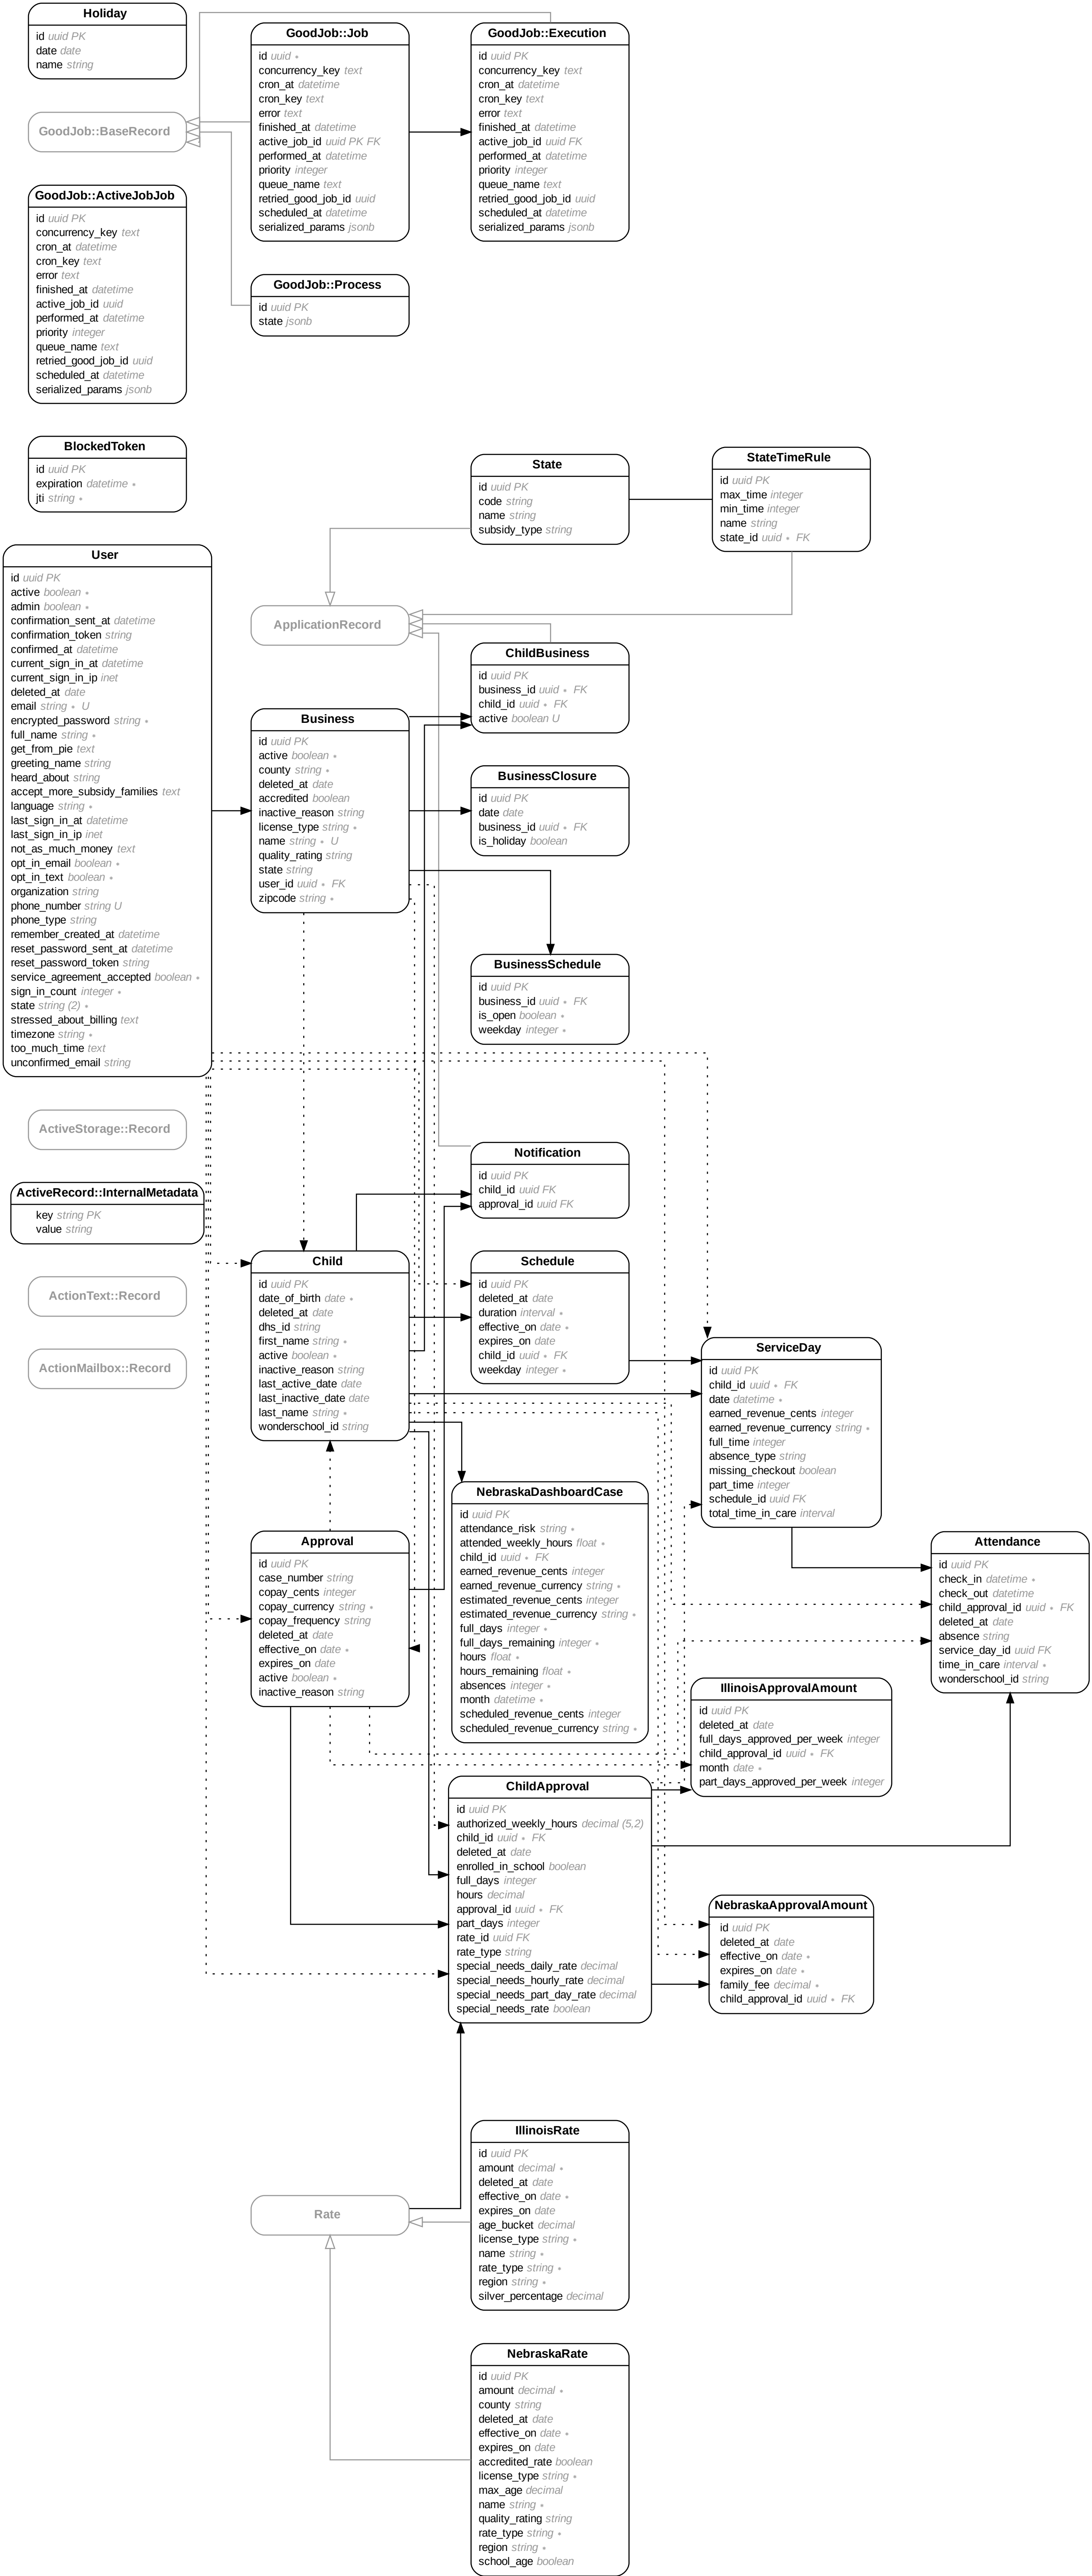 Holiday
id uuid PK
date date
name string
GoodJob::BaseRecord
GoodJob::ActiveJobJob
id uuid PK
concurrency_key text
cron_at datetime
cron_key text
error text
finished_at datetime
active_job_id uuid
performed_at datetime
priority integer
queue_name text
retried_good_job_id uuid
scheduled_at datetime
serialized_params jsonb
GoodJob::Job
id uuid ∗
concurrency_key text
cron_at datetime
cron_key text
error text
finished_at datetime
active_job_id uuid PK FK
performed_at datetime
priority integer
queue_name text
retried_good_job_id uuid
scheduled_at datetime
serialized_params jsonb
GoodJob::Execution
id uuid PK
concurrency_key text
cron_at datetime
cron_key text
error text
finished_at datetime
active_job_id uuid FK
performed_at datetime
priority integer
queue_name text
retried_good_job_id uuid
scheduled_at datetime
serialized_params jsonb
GoodJob::Process
id uuid PK
state jsonb
BlockedToken
id uuid PK
expiration datetime ∗
jti string ∗
State
id uuid PK
code string
name string
subsidy_type string
StateTimeRule
id uuid PK
max_time integer
min_time integer
name string
state_id uuid ∗ FK
User
id uuid PK
active boolean ∗
admin boolean ∗
confirmation_sent_at datetime
confirmation_token string
confirmed_at datetime
current_sign_in_at datetime
current_sign_in_ip inet
deleted_at date
email string ∗ U
encrypted_password string ∗
full_name string ∗
get_from_pie text
greeting_name string
heard_about string
accept_more_subsidy_families text
language string ∗
last_sign_in_at datetime
last_sign_in_ip inet
not_as_much_money text
opt_in_email boolean ∗
opt_in_text boolean ∗
organization string
phone_number string U
phone_type string
remember_created_at datetime
reset_password_sent_at datetime
reset_password_token string
service_agreement_accepted boolean ∗
sign_in_count integer ∗
state string (2) ∗
stressed_about_billing text
timezone string ∗
too_much_time text
unconfirmed_email string
ApplicationRecord
ChildBusiness
id uuid PK
business_id uuid ∗ FK
child_id uuid ∗ FK
active boolean U
Business
id uuid PK
active boolean ∗
county string ∗
deleted_at date
accredited boolean
inactive_reason string
license_type string ∗
name string ∗ U
quality_rating string
state string
user_id uuid ∗ FK
zipcode string ∗
BusinessClosure
id uuid PK
date date
business_id uuid ∗ FK
is_holiday boolean
BusinessSchedule
id uuid PK
business_id uuid ∗ FK
is_open boolean ∗
weekday integer ∗
ActiveStorage::Record
ActiveRecord::InternalMetadata
key string PK
value string
ActionText::Record
ActionMailbox::Record
Notification
id uuid PK
child_id uuid FK
approval_id uuid FK
Child
id uuid PK
date_of_birth date ∗
deleted_at date
dhs_id string
first_name string ∗
active boolean ∗
inactive_reason string
last_active_date date
last_inactive_date date
last_name string ∗
wonderschool_id string
Schedule
id uuid PK
deleted_at date
duration interval ∗
effective_on date ∗
expires_on date
child_id uuid ∗ FK
weekday integer ∗
ServiceDay
id uuid PK
child_id uuid ∗ FK
date datetime ∗
earned_revenue_cents integer
earned_revenue_currency string ∗
full_time integer
absence_type string
missing_checkout boolean
part_time integer
schedule_id uuid FK
total_time_in_care interval
NebraskaDashboardCase
id uuid PK
attendance_risk string ∗
attended_weekly_hours float ∗
child_id uuid ∗ FK
earned_revenue_cents integer
earned_revenue_currency string ∗
estimated_revenue_cents integer
estimated_revenue_currency string ∗
full_days integer ∗
full_days_remaining integer ∗
hours float ∗
hours_remaining float ∗
absences integer ∗
month datetime ∗
scheduled_revenue_cents integer
scheduled_revenue_currency string ∗
Approval
id uuid PK
case_number string
copay_cents integer
copay_currency string ∗
copay_frequency string
deleted_at date
effective_on date ∗
expires_on date
active boolean ∗
inactive_reason string
Attendance
id uuid PK
check_in datetime ∗
check_out datetime
child_approval_id uuid ∗ FK
deleted_at date
absence string
service_day_id uuid FK
time_in_care interval ∗
wonderschool_id string
IllinoisApprovalAmount
id uuid PK
deleted_at date
full_days_approved_per_week integer
child_approval_id uuid ∗ FK
month date ∗
part_days_approved_per_week integer
ChildApproval
id uuid PK
authorized_weekly_hours decimal (5,2)
child_id uuid ∗ FK
deleted_at date
enrolled_in_school boolean
full_days integer
hours decimal
approval_id uuid ∗ FK
part_days integer
rate_id uuid FK
rate_type string
special_needs_daily_rate decimal
special_needs_hourly_rate decimal
special_needs_part_day_rate decimal
special_needs_rate boolean
NebraskaApprovalAmount
id uuid PK
deleted_at date
effective_on date ∗
expires_on date ∗
family_fee decimal ∗
child_approval_id uuid ∗ FK
Rate
IllinoisRate
id uuid PK
amount decimal ∗
deleted_at date
effective_on date ∗
expires_on date
age_bucket decimal
license_type string ∗
name string ∗
rate_type string ∗
region string ∗
silver_percentage decimal
NebraskaRate
id uuid PK
amount decimal ∗
county string
deleted_at date
effective_on date ∗
expires_on date
accredited_rate boolean
license_type string ∗
max_age decimal
name string ∗
quality_rating string
rate_type string ∗
region string ∗
school_age boolean